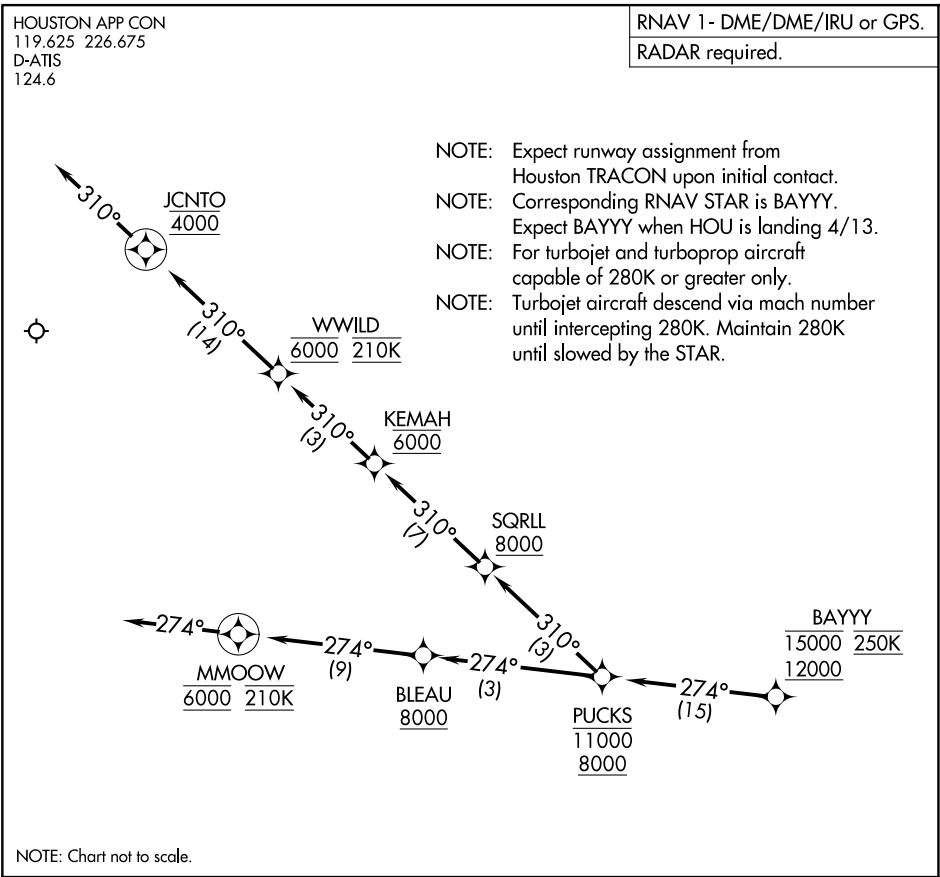 HOUSTON APP CON
119.625 226.675
D-ATIS
124.6
RNAV 1- DME/DME/IRU or GPS.
RADAR required.
NOTE: Expect runway assignment from
Houston TRACON upon initial contact.
NOTE: Corresponding RNAV STAR is BAYYY.
Expect BAYYY when HOU is landing 4/13.
NOTE: For turbojet and turboprop aircraft
capable of 280K or greater only.
NOTE: Turbojet aircraft descend via mach number
until intercepting 280K. Maintain 280K
until slowed by the STAR.
310°
JCNTO
4000
310°
(14)
WWILD
6000 210K
310°
(3)
KEMAH
6000
310°
(7)
SQRLL
8000
310°
(3)
274°
MMOOW
6000 210K
274°
(9)
BLEAU
8000
274°
(3)
PUCKS
11000
8000
274°
(15)
BAYYY
15000 250K
12000
NOTE: Chart not to scale.